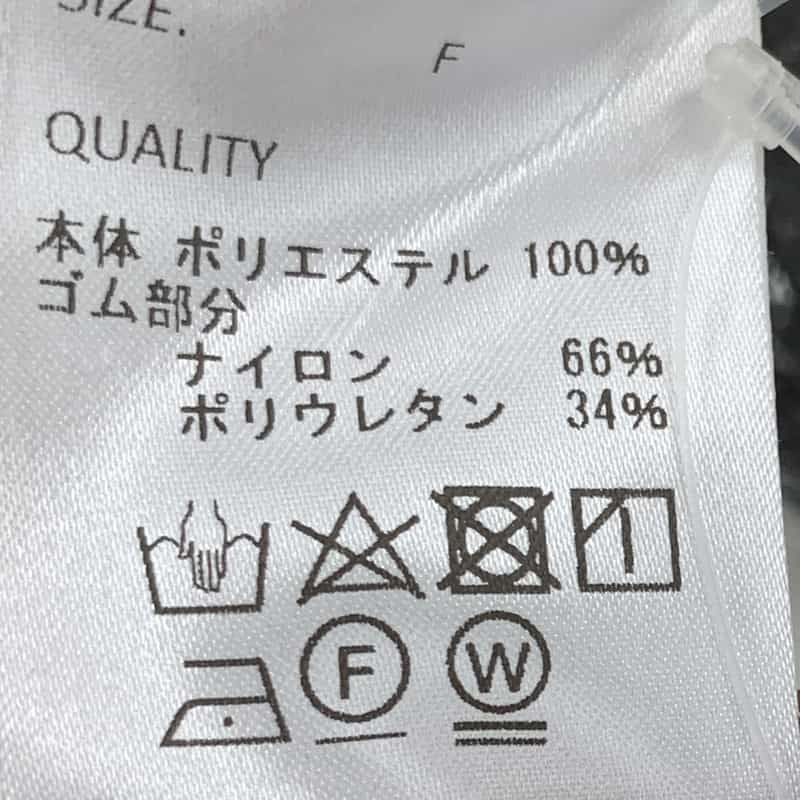 SIZE.
F
QUALITY
本体 ポリエステル 100%
ゴム部分
ナイロン 66%
ポリウレタン 34%
F
W